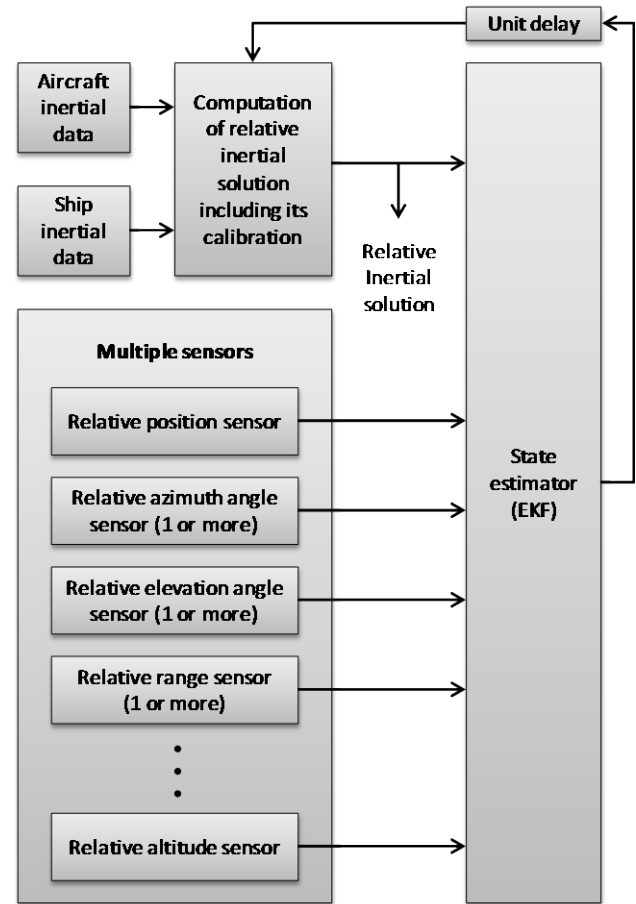 Unit delay
Aircraft
inertial
data
Computation
of relative
inertial
solution
including its
calibration
Ship
inertial
data
Relative
Inertial
solution
Multiple sensors
Relative position sensor
Relative azimuth angle
sensor (1 or more)
Relative elevation angle
sensor (1 or more)
Relative range sensor
(1 or more)
Relative altitude sensor
State
estimator
(EKF)